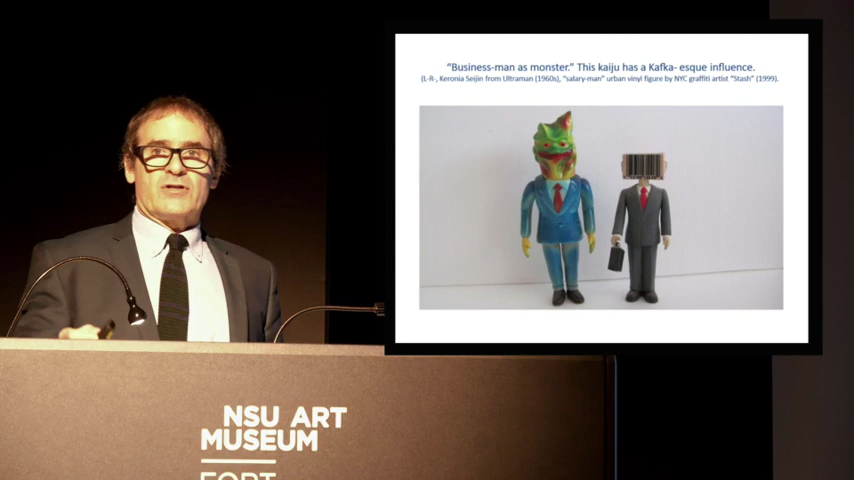 "Business-man as monster." This kaiju has a Kafka- esque influence.
(L-R-, Keronia Seijin from Ultraman (1960s), "salary-man" urban vinyl figure by NYC graffiti artist "Stash" (1999).
NSU ART
MUSEUM
FORT